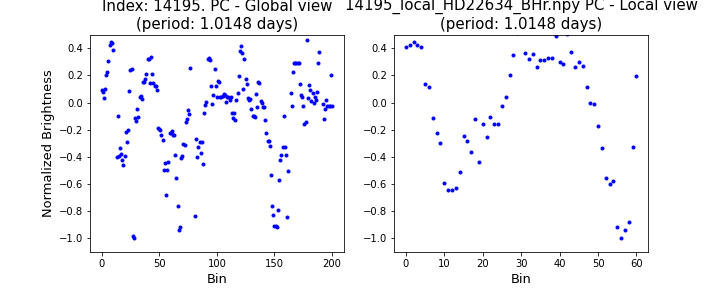 Index: 14195. PC - Global view
(period: 1.0148 days)
14195_local_HD22634_BHr.npy PC - Local view
(period: 1.0148 days)
Normalized Brightness
0.4
0.2
0.0
−0.2
−0.4
−0.6
−0.8
−1.0
0 50 100 150 200
Bin
0.4
0.2
0.0
−0.2
−0.4
−0.6
−0.8
−1.0
0 10 20 30 40 50 60
Bin